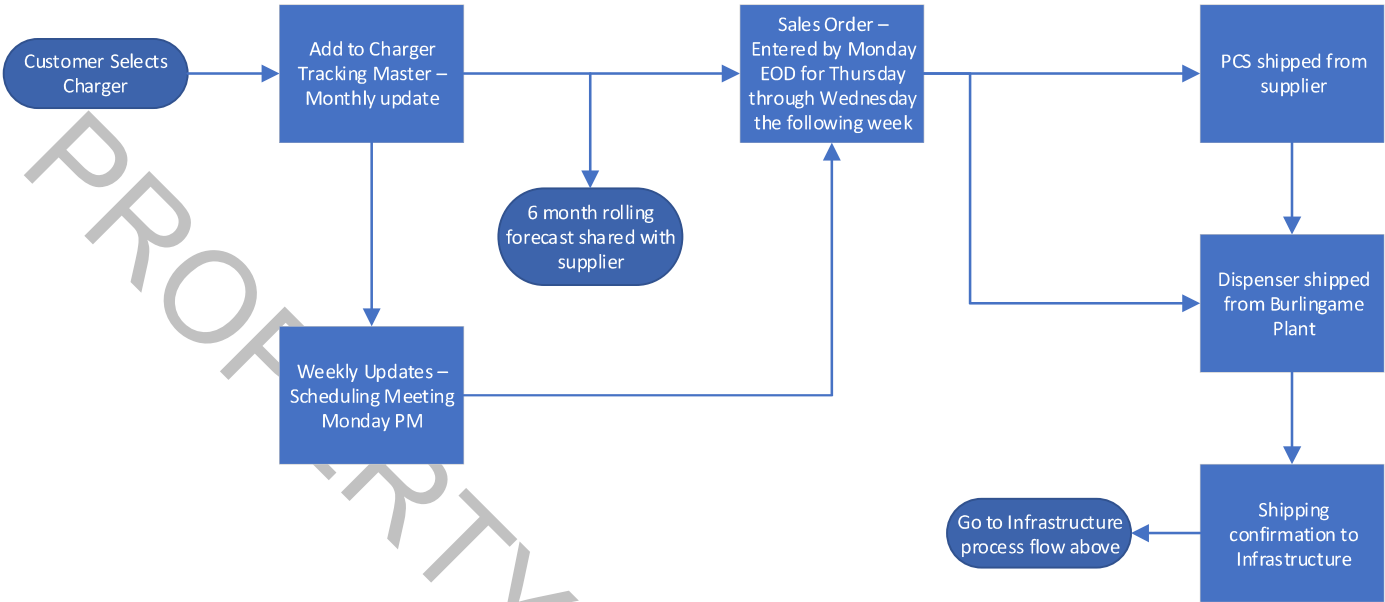 Customer Selects
Charger
Add to Charger
Tracking Master –
Monthly update
Sales Order –
Entered by Monday
EOD for Thursday
through Wednesday
the following week
PCS shipped from
supplier
6 month rolling
forecast shared with
supplier
Dispenser shipped
from Burlingame
Plant
Weekly Updates –
Scheduling Meeting
Monday PM
Shipping
confirmation to
Infrastructure
Go to Infrastructure
process flow above
PROPERTY